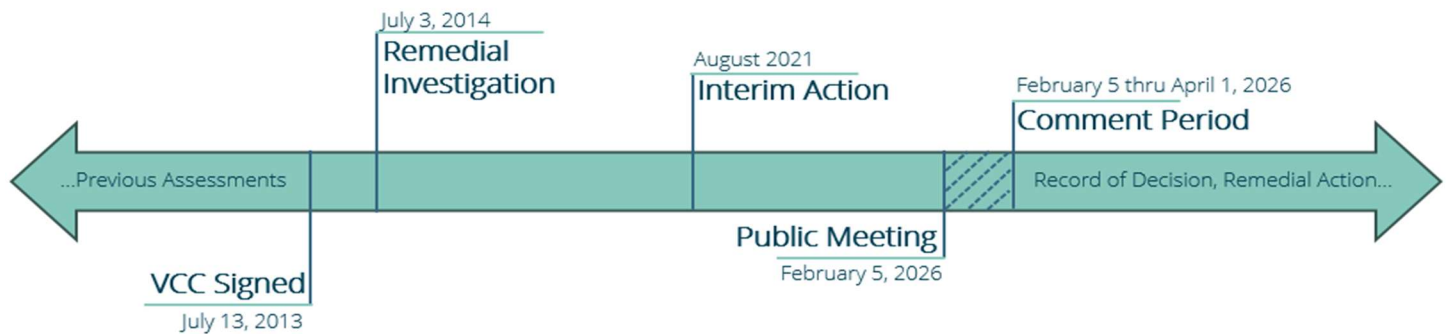 July 3, 2014
Remedial
Investigation
August 2021
Interim Action
February 5 thru April 1, 2026
Comment Period
...Previous Assessments
Record of Decision, Remedial Action...
Public Meeting
February 5, 2026
VCC Signed
July 13, 2013